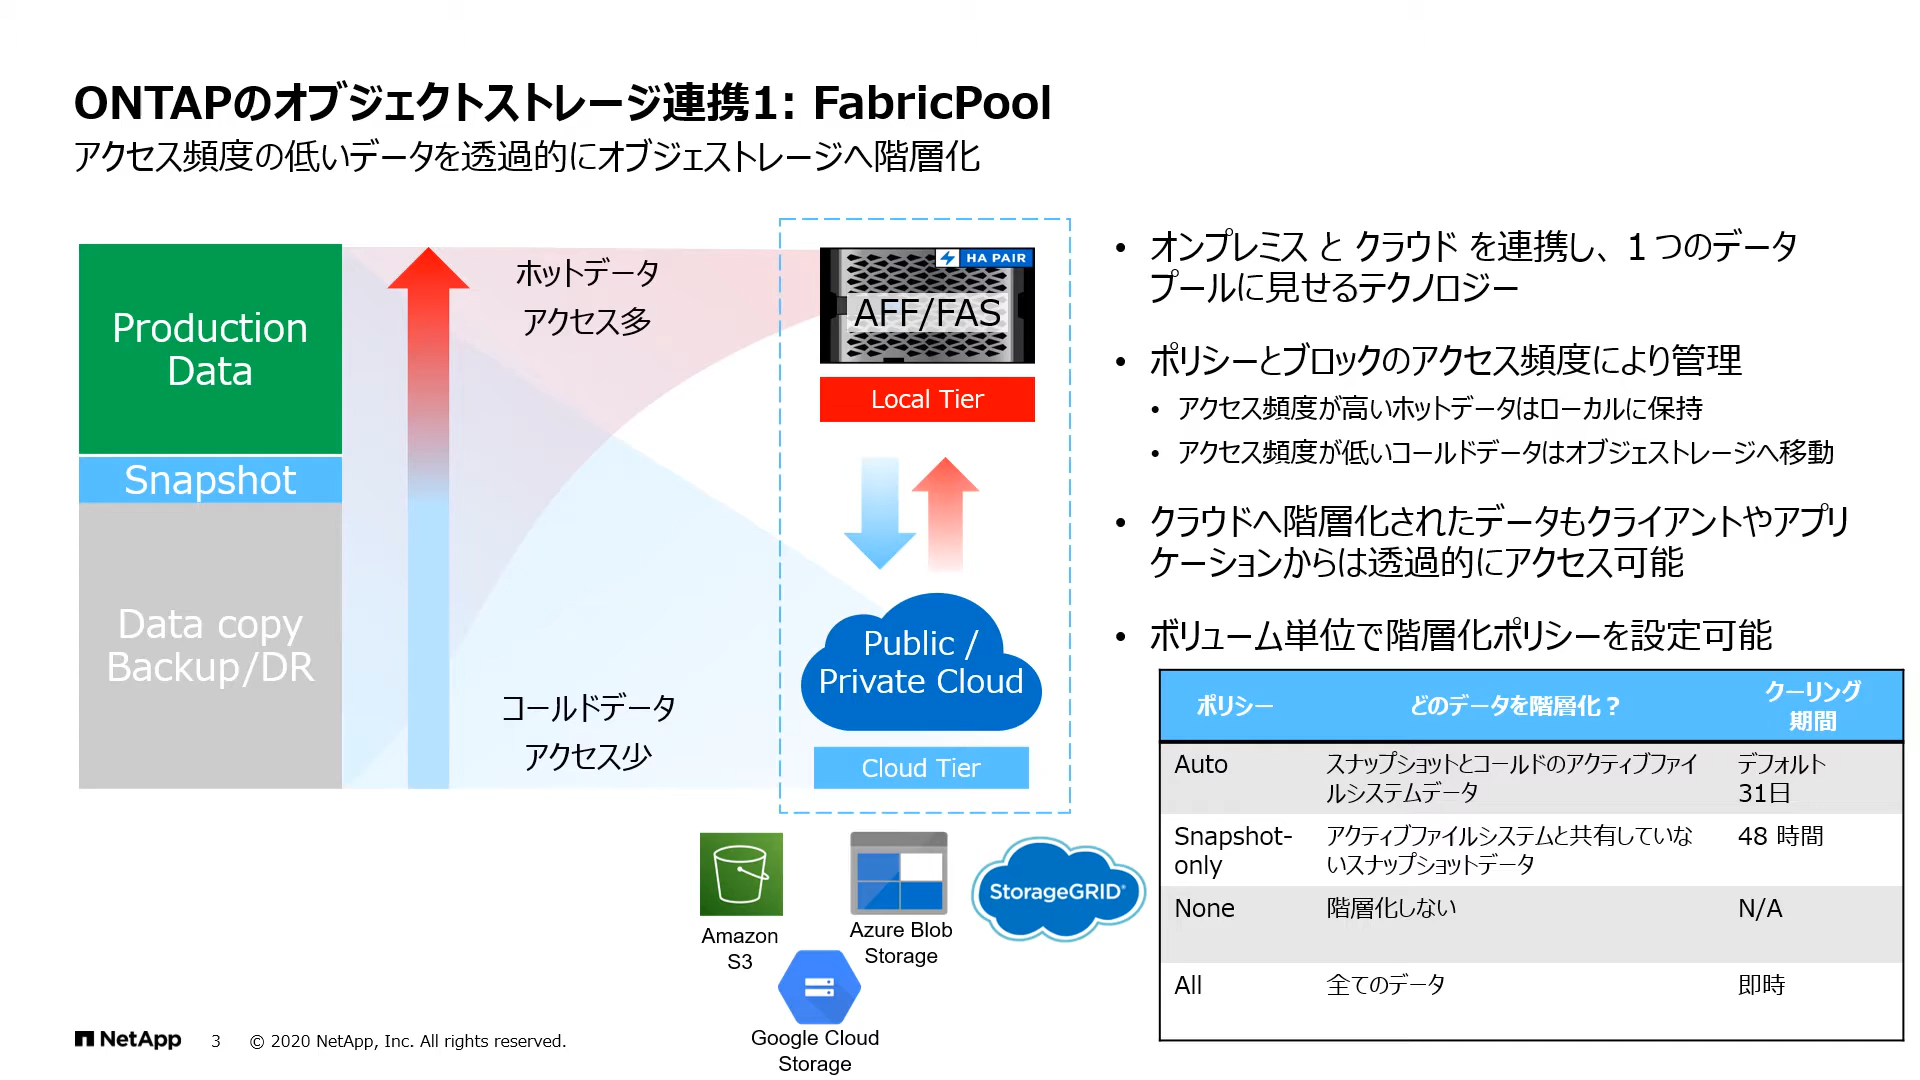 ONTAPのオブジェクトストレージ連携1: FabricPool
アクセス頻度の低いデータを透過的にオブジェストレージへ階層化
Production
Data
Snapshot
Data copy
Backup/DR
ホットデータ
アクセス多
コールドデータ
アクセス少
HA PAIR
AFF/FAS
Local Tier
Public /
Private Cloud
Cloud Tier
Amazon
S3
Azure Blob
Storage
StorageGRID®
Google Cloud
Storage
• オンプレミス と クラウド を連携し、１つのデータ
プールに見せるテクノロジー
• ポリシーとブロックのアクセス頻度により管理
• アクセス頻度が高いホットデータはローカルに保持
• アクセス頻度が低いコールドデータはオブジェストレージへ移動
• クラウドへ階層化されたデータもクライアントやアプリ
ケーションからは透過的にアクセス可能
• ボリューム単位で階層化ポリシーを設定可能
ポリシー どのデータを階層化？ クーリング
期間
Auto スナップショットとコールドのアクティブファイ デフォルト
ルシステムデータ 31日
Snapshot- アクティブファイルシステムと共有していな 48 時間
only いスナップショットデータ
None 階層化しない N/A
All 全てのデータ 即時
NetApp 3 © 2020 NetApp, Inc. All rights reserved.